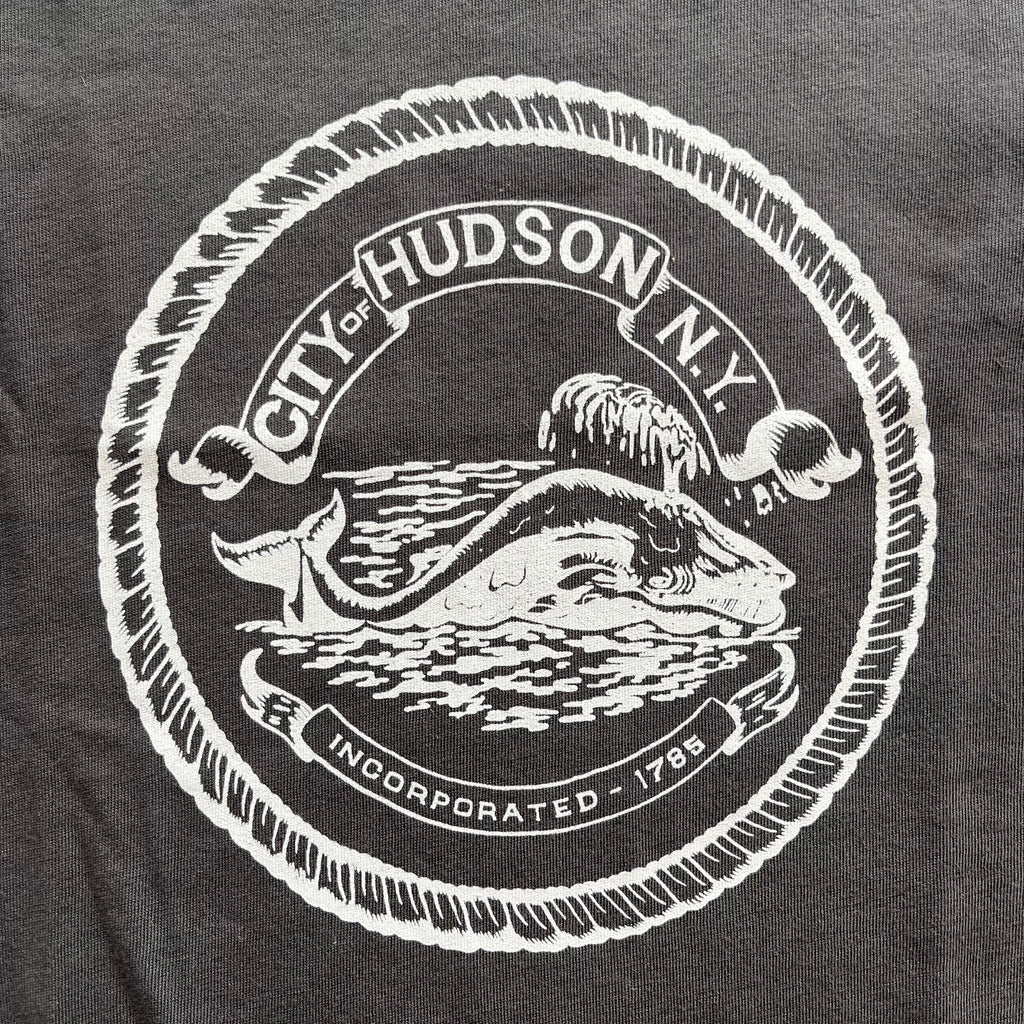 CITY OF HUDSON N.Y.
INCORPORATED - 1785